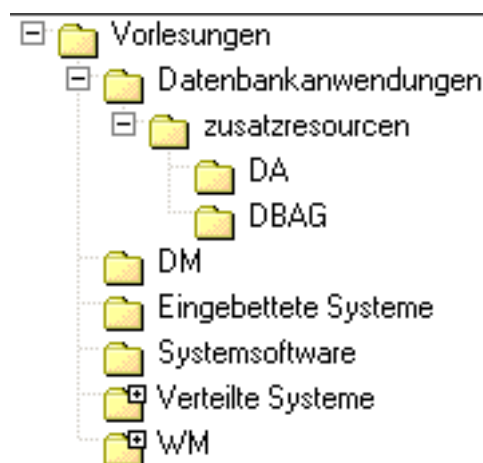 Vorlesungen
Datenbankanwendungen
zusatzresourcen
DA
DBAG
DM
Eingebettete Systeme
Systemsoftware
Verteilte Systeme
WM